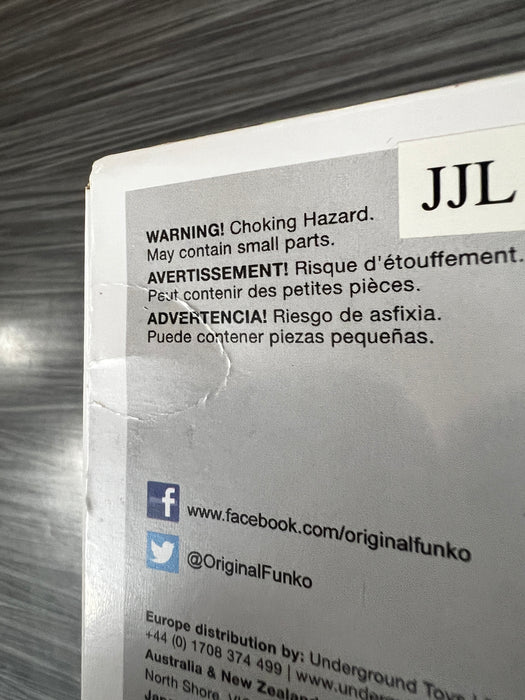 JJL
WARNING! Choking Hazard.
May contain small parts.
AVERTISSEMENT! Risque d'étouffement.
Peut contenir des petites pièces.
ADVERTENCIA! Riesgo de asfixia.
Puede contener piezas pequeñas.
f www.facebook.com/originalfunko
@OriginalFunko
Europe distribution by: Underground
+44 (0) 1708 374 499 | www.under
Australia & New Zealan
North Shore,